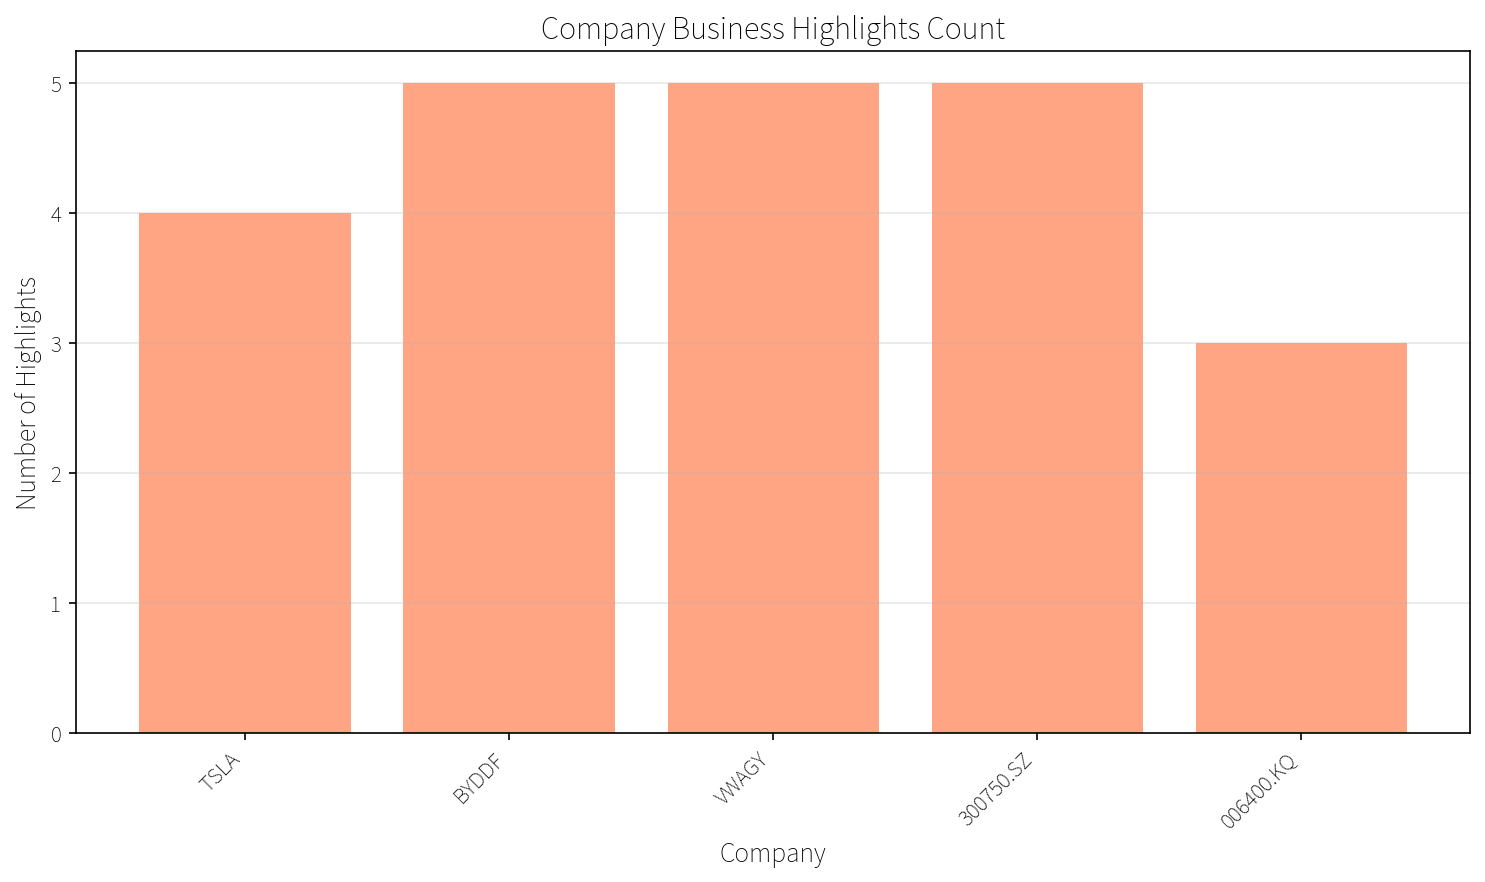 Company Business Highlights Count
Number of Highlights
5
4
3
2
1
0
TSLA
BYDDF
VWAGY
300750.SZ
006400.KQ
Company